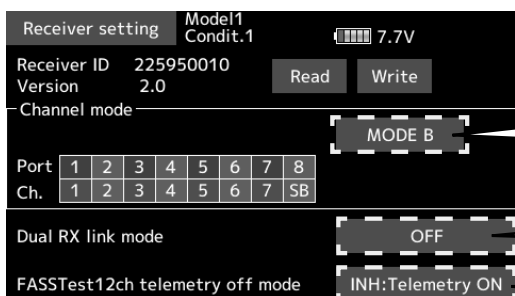 Receiver setting Model1
Condit.1 7.7V
Receiver ID 225950010
Version 2.0 Read Write
Channel mode
MODE B
Port 1 2 3 4 5 6 7 8
Ch. 1 2 3 4 5 6 7 SB
Dual RX link mode OFF
FASSTest12ch telemetry off mode INH:Telemetry ON